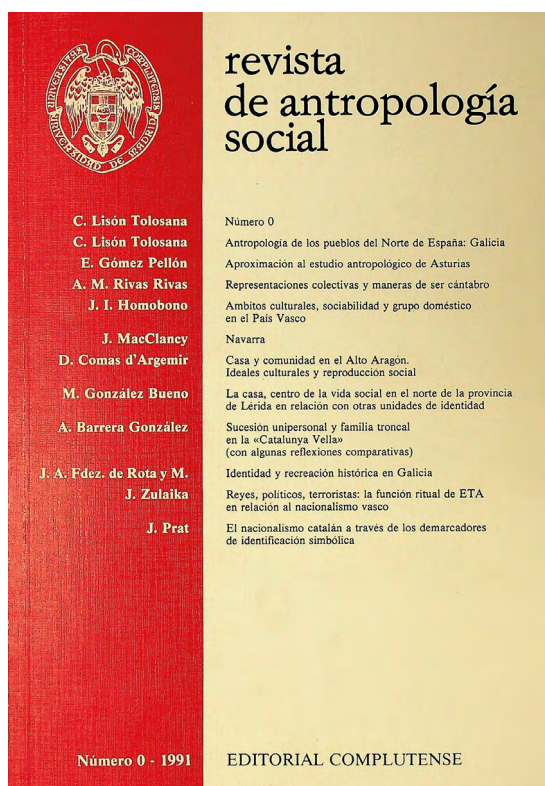 UNIVERSITAS COMPLUTENSIS
UNIVERSIDAD DE MADRID
revista
de antropología
social
C. Lisón Tolosana Número 0
C. Lisón Tolosana Antropología de los pueblos del Norte de España: Galicia
E. Gómez Pellón Aproximación al estudio antropológico de Asturias
A. M. Rivas Rivas Representaciones colectivas y maneras de ser cántabro
J. I. Homobono Ambitos culturales, sociabilidad y grupo doméstico
en el País Vasco
J. MacClancy Navarra
D. Comas d'Argemir Casa y comunidad en el Alto Aragón.
Ideales culturales y reproducción social
M. González Bueno La casa, centro de la vida social en el norte de la provincia
de Lérida en relación con otras unidades de identidad
A. Barrera González Sucesión unipersonal y familia troncal
en la «Catalunya Vella»
(con algunas reflexiones comparativas)
J. A. Fdez. de Rota y M. Identidad y recreación histórica en Galicia
J. Zulaika Reyes, políticos, terroristas: la función ritual de ETA
en relación al nacionalismo vasco
J. Prat El nacionalismo catalán a través de los demarcadores
de identificación simbólica
Número 0 - 1991 EDITORIAL COMPLUTENSE